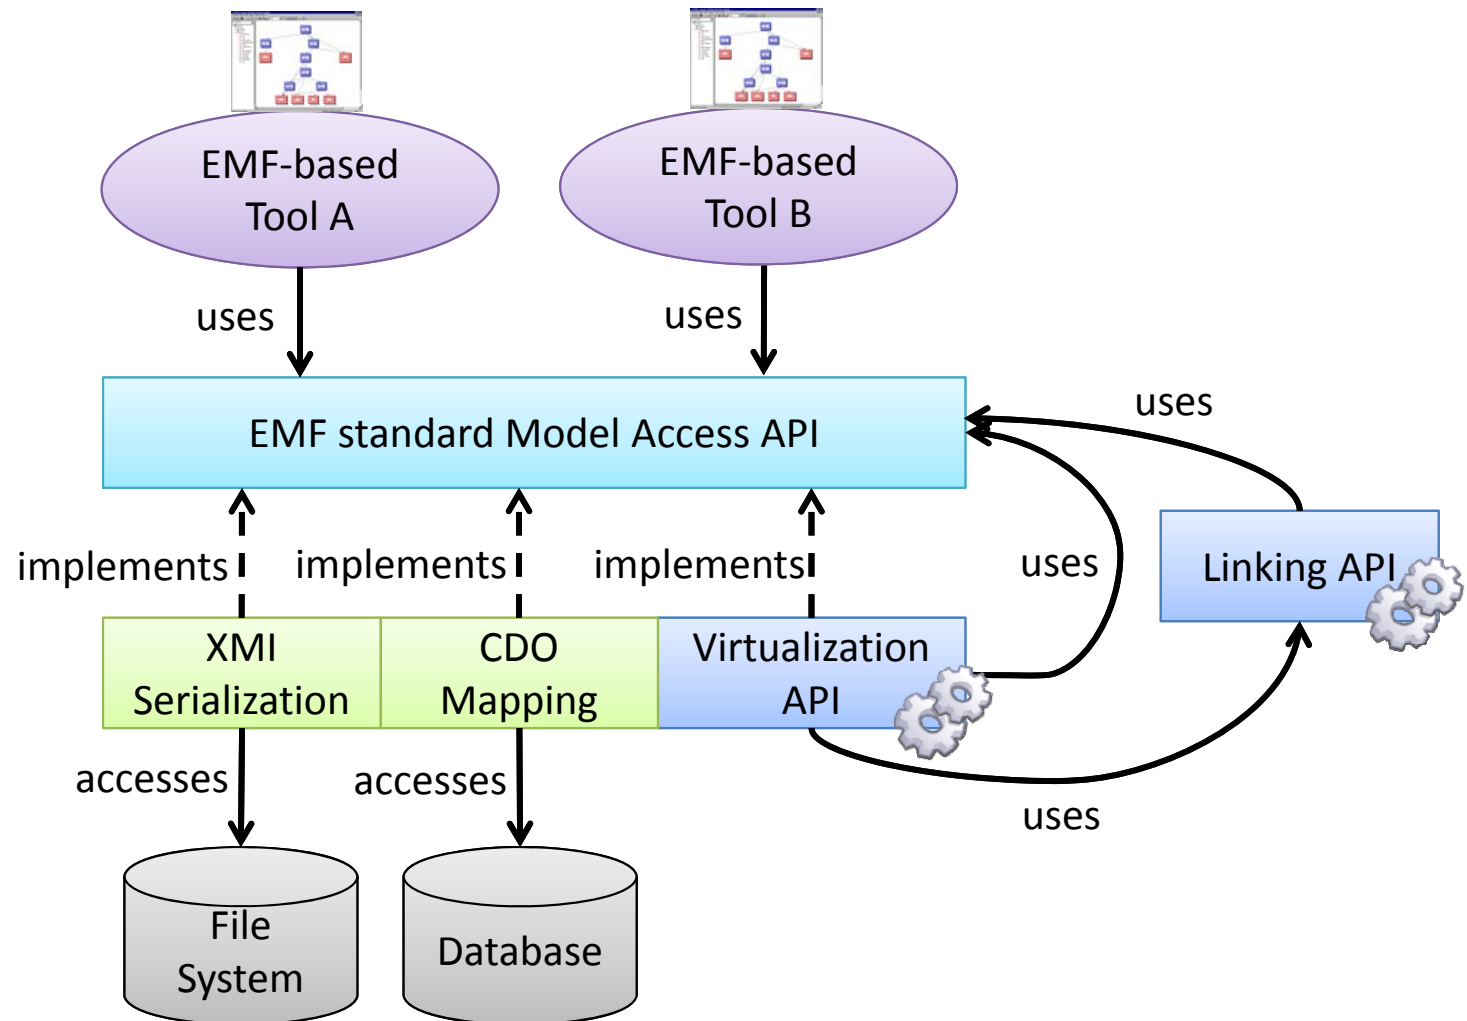 EMF-based
Tool A
EMF-based
Tool B
uses
uses
EMF standard Model Access API
uses
implements
implements
implements
uses
Linking API
XMI
Serialization
CDO
Mapping
Virtualization
API
accesses
accesses
uses
File
System
Database